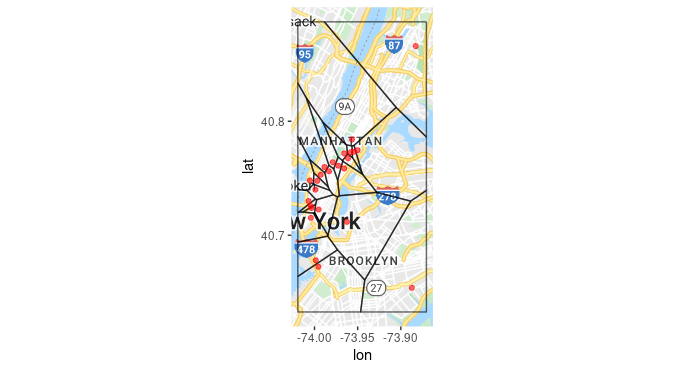 sack
95
87
9A
40.8
MANHATTAN
oker
278
w York
40.7
478
BROOKLYN
27
-74.00 -73.95 -73.90
lon
lat